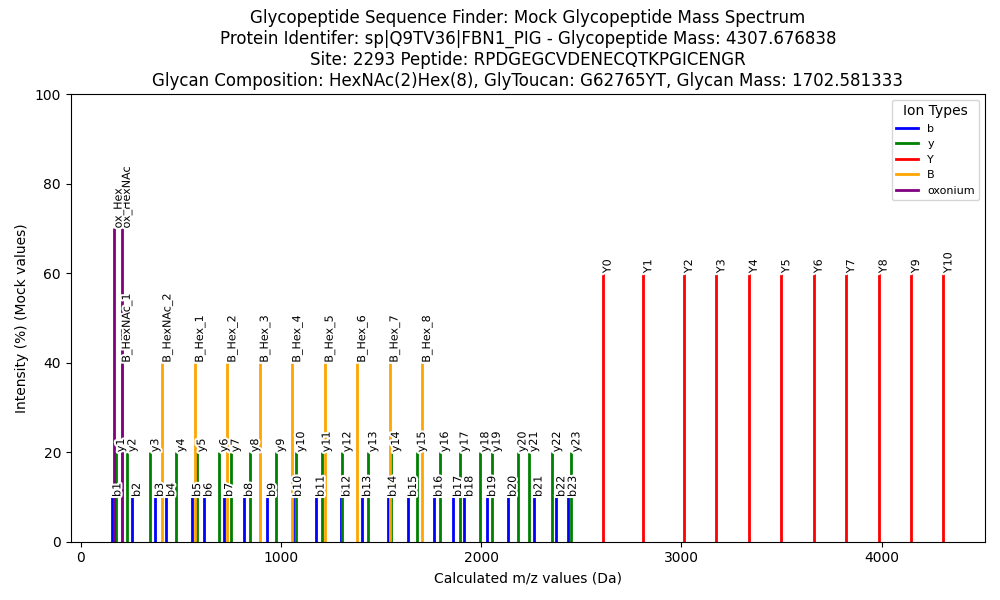 Glycopeptide Sequence Finder: Mock Glycopeptide Mass Spectrum
Protein Identifer: sp|Q9TV36|FBN1_PIG - Glycopeptide Mass: 4307.676838
Site: 2293 Peptide: RPDGEGCVDENECQTKPGICENGR
Glycan Composition: HexNAc(2)Hex(8), GlyToucan: G62765YT, Glycan Mass: 1702.581333
Intensity (%) (Mock values)
100
80
60
40
20
0
Ion Types
b
y
Y
B
oxonium
ox_Hex
ox_HexNAc
Y0
Y1
Y2
Y3
Y4
Y5
Y6
Y7
Y8
Y9
Y10
B_HexNAc_1
B_HexNAc_2
B_Hex_1
B_Hex_2
B_Hex_3
B_Hex_4
B_Hex_5
B_Hex_6
B_Hex_7
B_Hex_8
y1
y2
y3
y4
y5
y6
y7
y8
y9
y10
y11
y12
y13
y14
y15
y16
y17
y18
y19
y20
y21
y22
y23
b1
b2
b3
b4
b5
b6
b7
b8
b9
b10
b11
b12
b13
b14
b15
b16
b17
b18
b19
b20
b21
b22
b23
0
1000
2000
3000
4000
Calculated m/z values (Da)